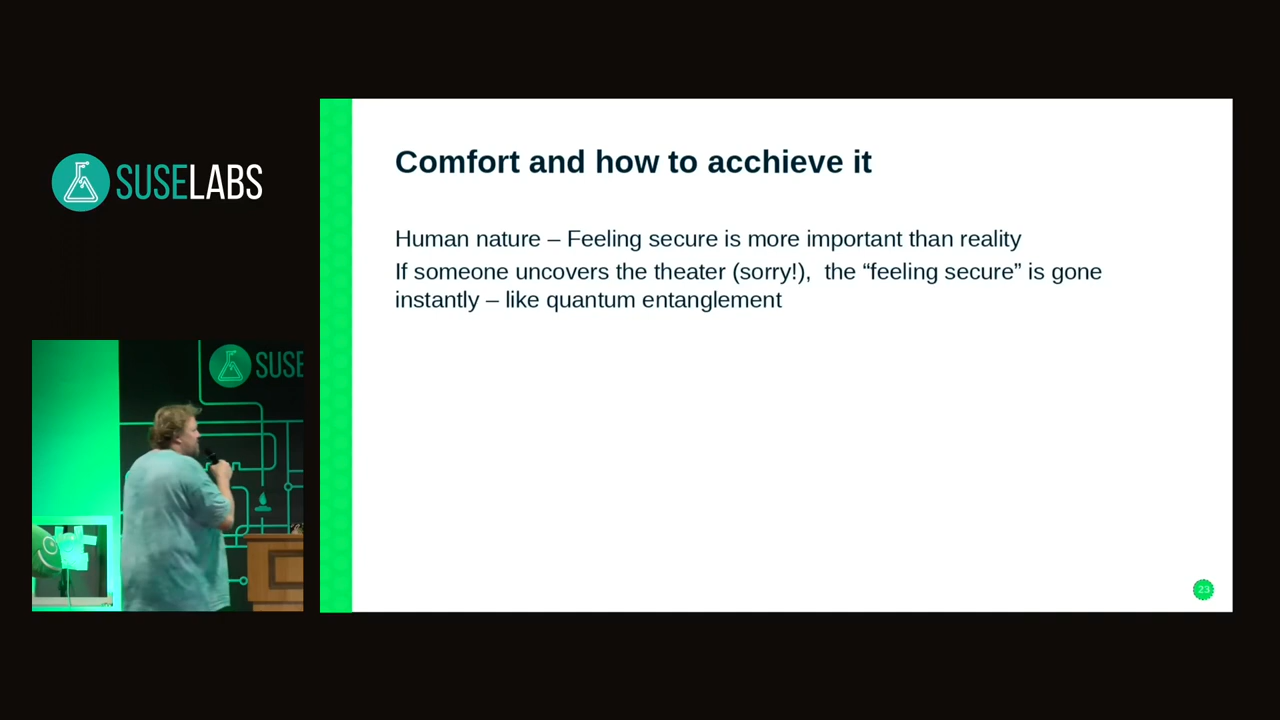 SUSELABS
Comfort and how to acchieve it
Human nature – Feeling secure is more important than reality
If someone uncovers the theater (sorry!),  the “feeling secure” is gone
instantly – like quantum entanglement
SUSE
23